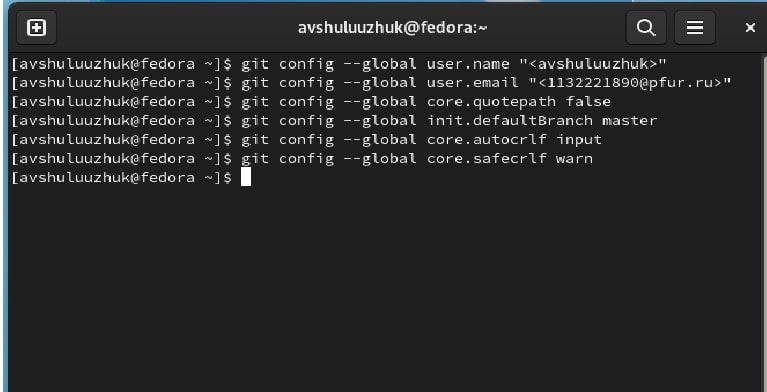 avshuluuzhuk@fedora:~
[avshuluuzhuk@fedora ~]$ git config --global user.name "<avshuluuzhuk>"
[avshuluuzhuk@fedora ~]$ git config --global user.email "<1132221890@pfur.ru>"
[avshuluuzhuk@fedora ~]$ git config --global core.quotepath false
[avshuluuzhuk@fedora ~]$ git config --global init.defaultBranch master
[avshuluuzhuk@fedora ~]$ git config --global core.autocrlf input
[avshuluuzhuk@fedora ~]$ git config --global core.safecrlf warn
[avshuluuzhuk@fedora ~]$